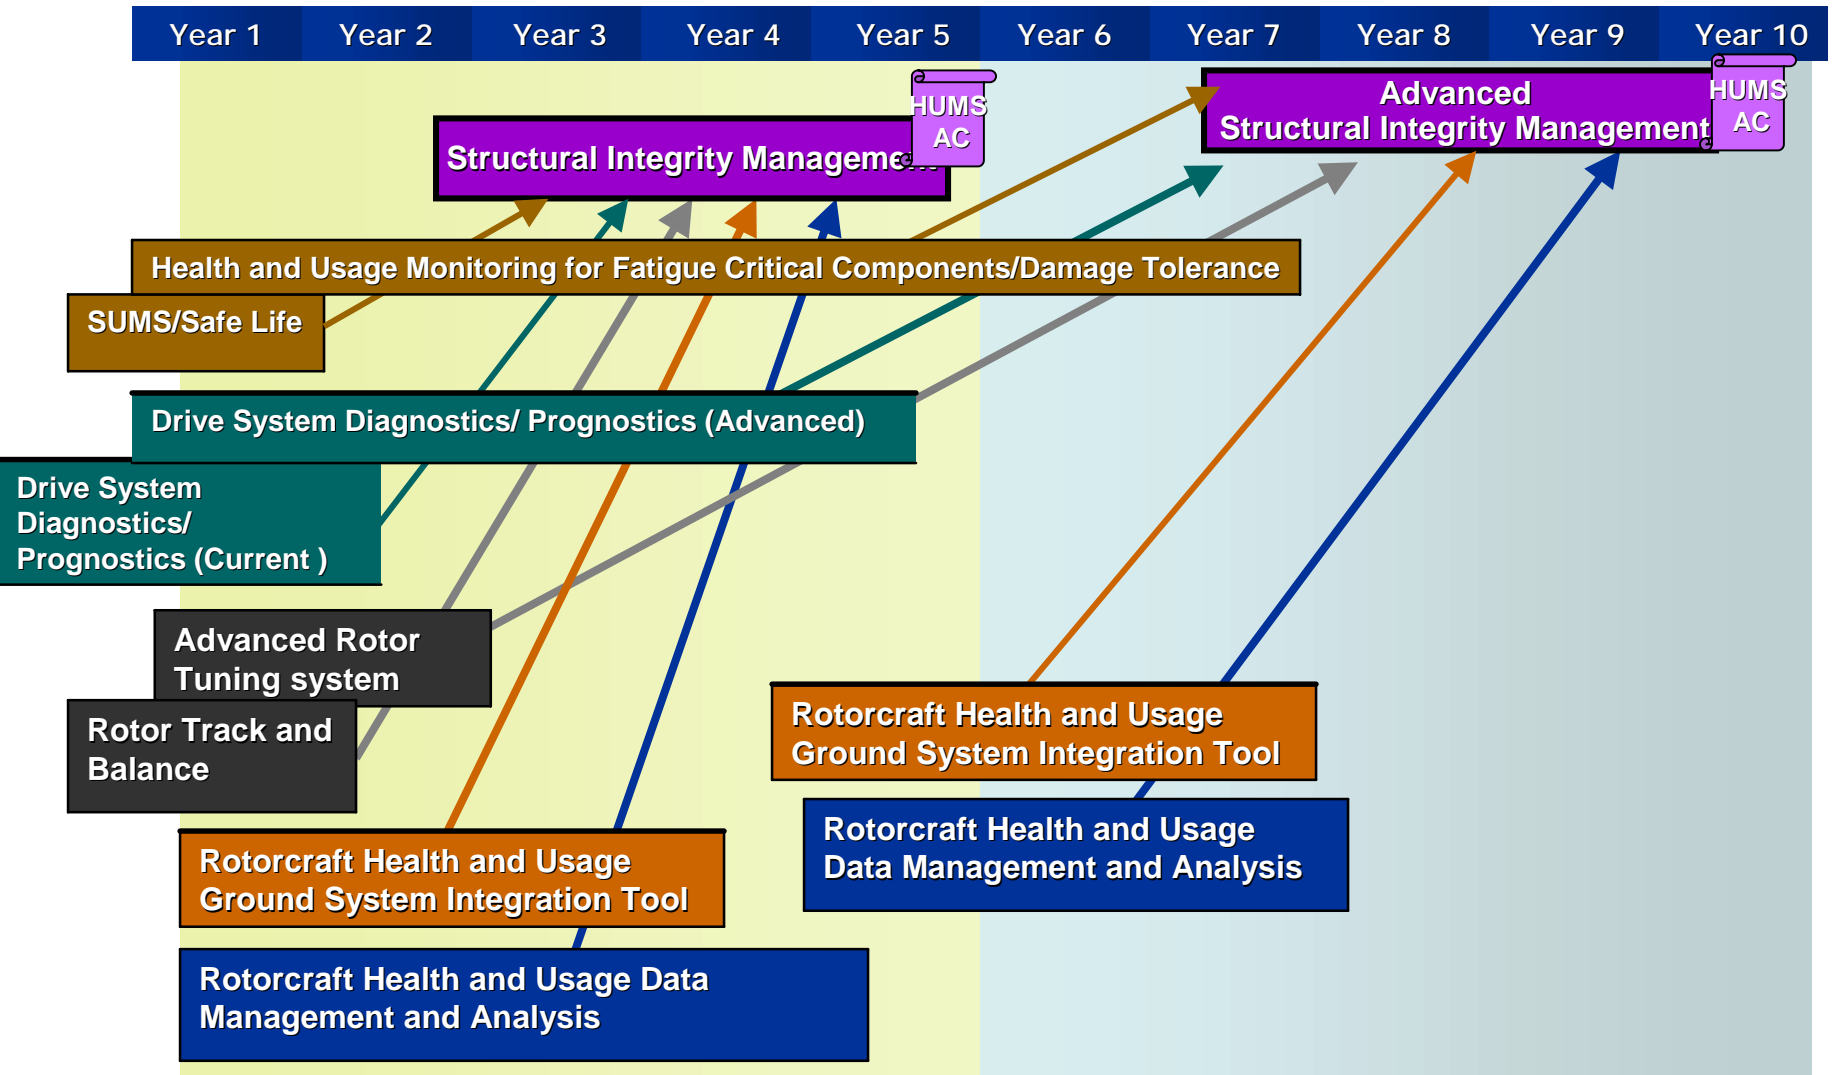 Year 1 Year 2 Year 3 Year 4 Year 5 Year 6 Year 7 Year 8 Year 9 Year 10
Advanced
Structural Integrity Management
HUMS
AC
HUMS
AC
Structural Integrity Management
Health and Usage Monitoring for Fatigue Critical Components/Damage Tolerance
SUMS/Safe Life
Drive System Diagnostics/ Prognostics (Advanced)
Drive System
Diagnostics/
Prognostics (Current )
Advanced Rotor
Tuning system
Rotor Track and
Balance
Rotorcraft Health and Usage
Ground System Integration Tool
Rotorcraft Health and Usage
Data Management and Analysis
Rotorcraft Health and Usage
Ground System Integration Tool
Rotorcraft Health and Usage Data
Management and Analysis